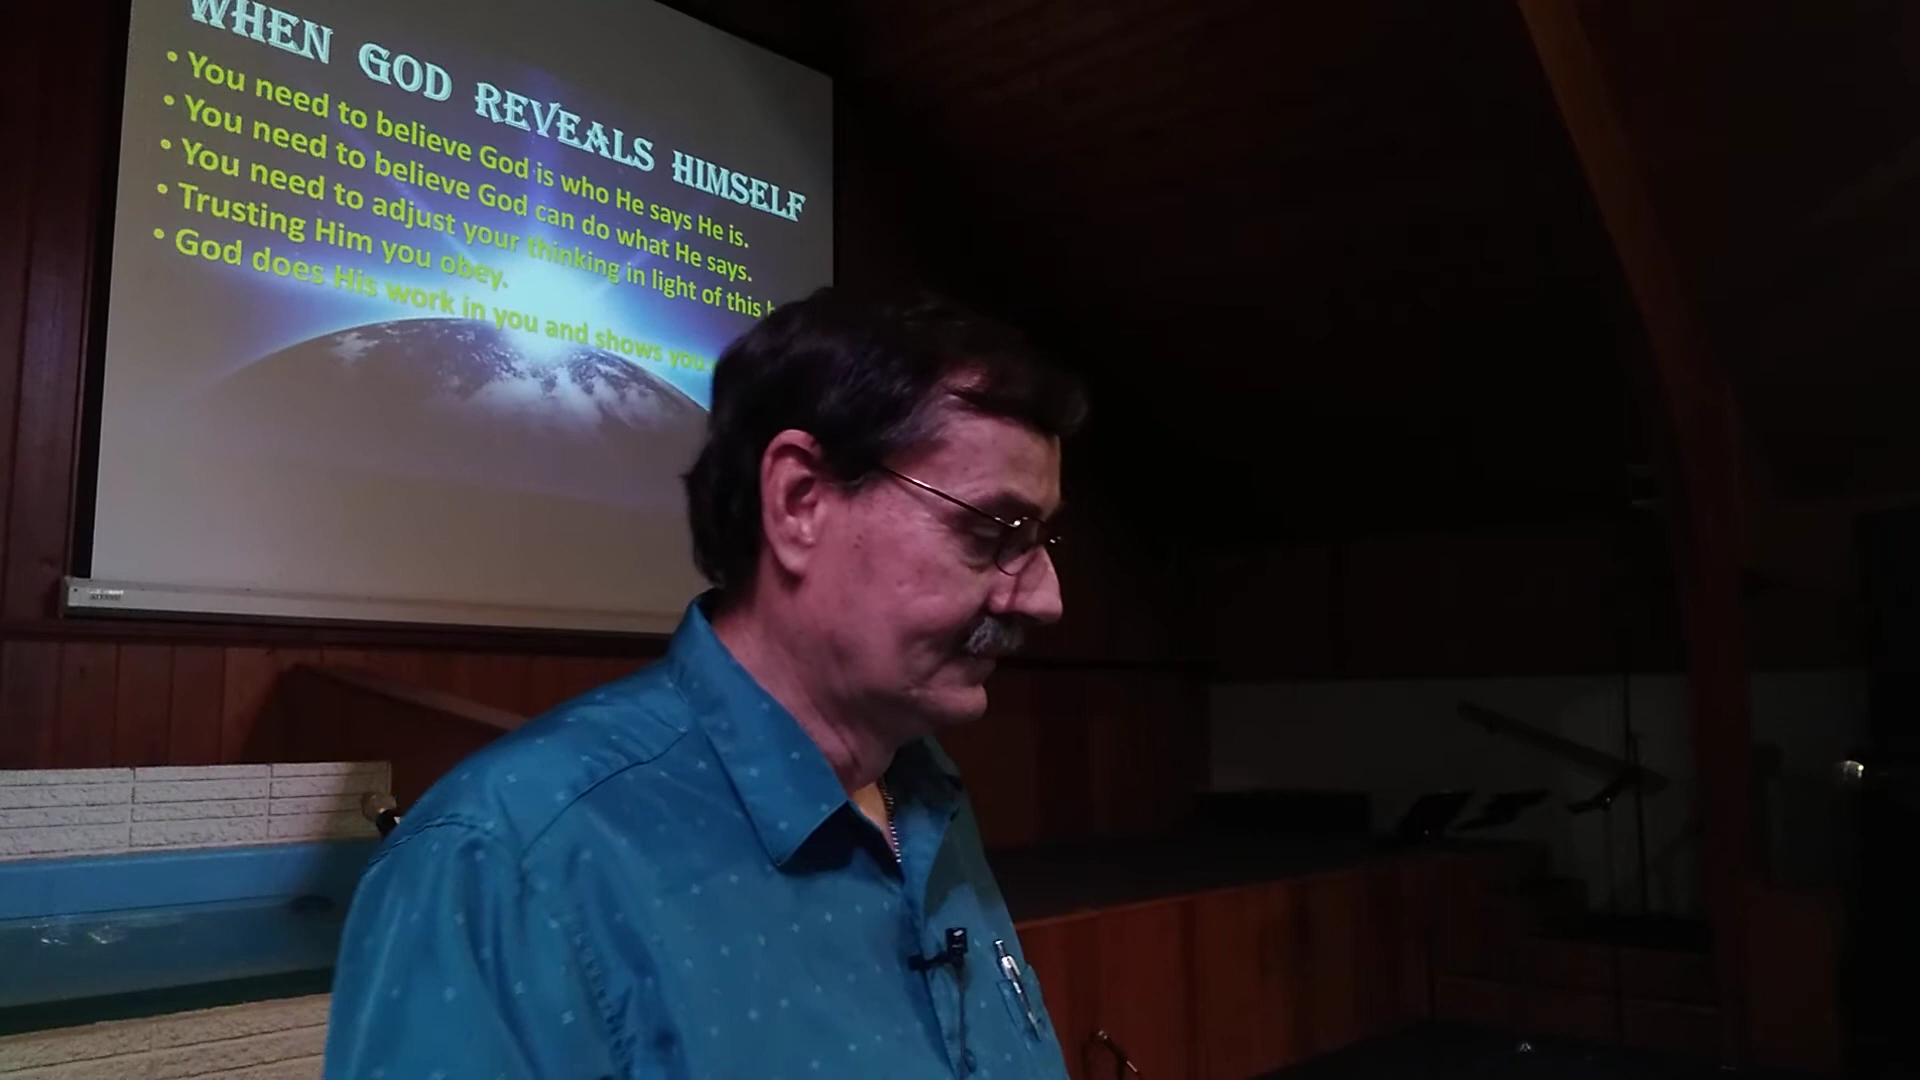 WHEN GOD REVEALS HIMSELF
• You need to believe God is who He says He is.
• You need to believe God can do what He says.
• You need to adjust your thinking in light of this
• Trusting Him you obey.
• God does His work in you and shows you